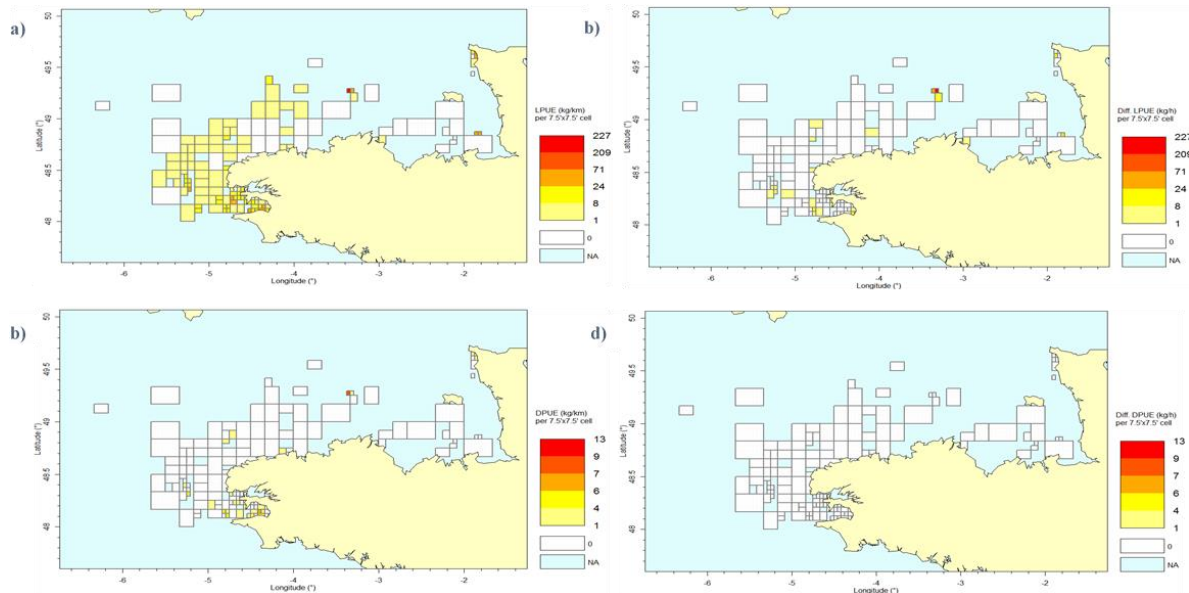 a)
50
49.5
49
48.5
48
Latitude (°)
-6
-5
-4
-3
-2
Longitude (°)
LPUE (kg/km)
per 7.5'x7.5' cell
227
209
71
24
8
1
0
NA
b)
50
49.5
49
48.5
48
Latitude (°)
-6
-5
-4
-3
-2
Longitude (°)
Diff. LPUE (kg/h)
per 7.5'x7.5' cell
227
209
71
24
8
1
0
NA
b)
50
49.5
49
48.5
48
Latitude (°)
-6
-5
-4
-3
-2
Longitude (°)
DPUE (kg/km)
per 7.5'x7.5' cell
13
9
7
6
4
1
0
NA
d)
50
49.5
49
48.5
48
Latitude (°)
-6
-5
-4
-3
-2
Longitude (°)
Diff. DPUE (kg/h)
per 7.5'x7.5' cell
13
9
7
6
4
1
0
NA